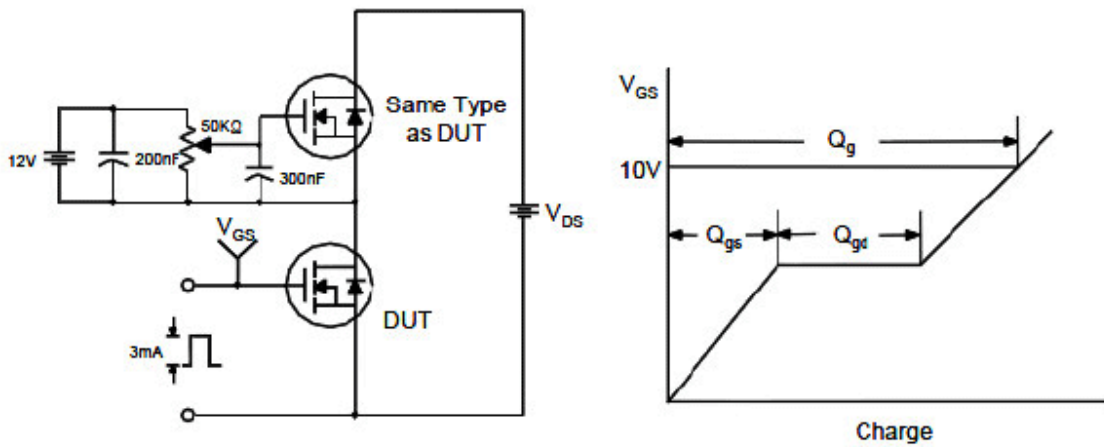 12V
200nF
50KΩ
300nF
Same Type
as DUT
V_DS
V_GS
DUT
3mA
V_GS
10V
Q_g
Q_gs
Q_gd
Charge